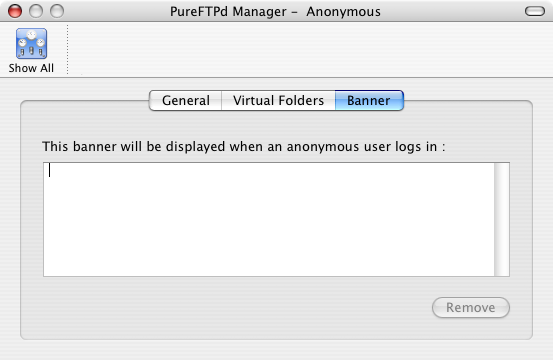 PureFTPd Manager - Anonymous
Show All
General Virtual Folders Banner
This banner will be displayed when an anonymous user logs in :
Remove